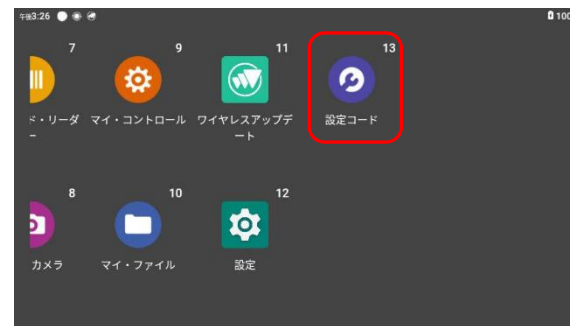 午後3:26 100
7 9 11 13
ド・リーダ マイ・コントロール ワイヤレスアップデ 設定コード
ー ート
8 10 12
カメラ マイ・ファイル 設定